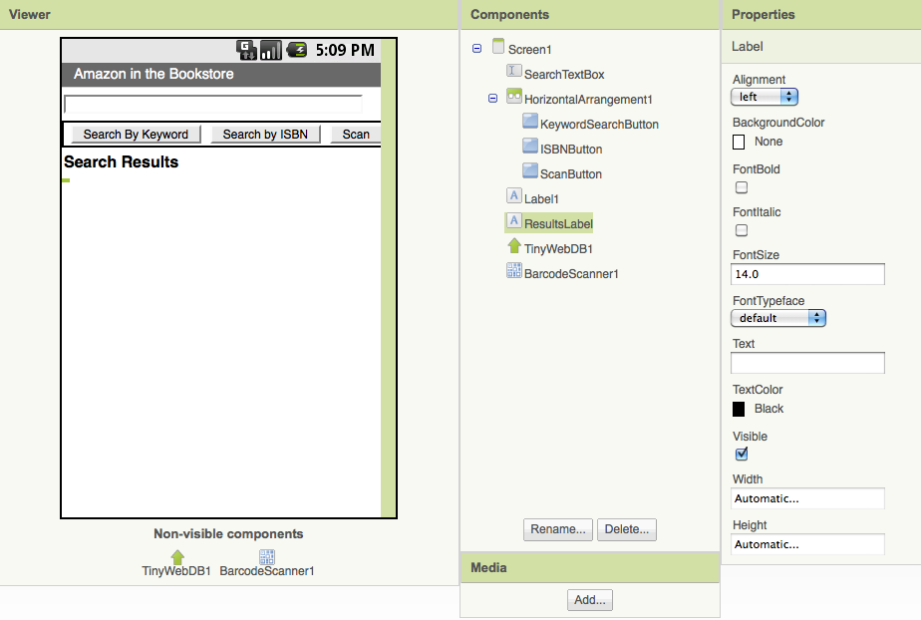 Viewer
5:09 PM
Amazon in the Bookstore
Search By Keyword Search by ISBN Scan
Search Results
Non-visible components
TinyWebDB1 BarcodeScanner1
Components
Screen1
SearchTextBox
HorizontalArrangement1
KeywordSearchButton
ISBNButton
ScanButton
A Label1
A ResultsLabel
TinyWebDB1
BarcodeScanner1
Rename... Delete...
Media
Add...
Properties
Label
Alignment
left
BackgroundColor
None
FontBold
FontItalic
FontSize
14.0
FontTypeface
default
Text
TextColor
Black
Visible
Width
Automatic...
Height
Automatic...